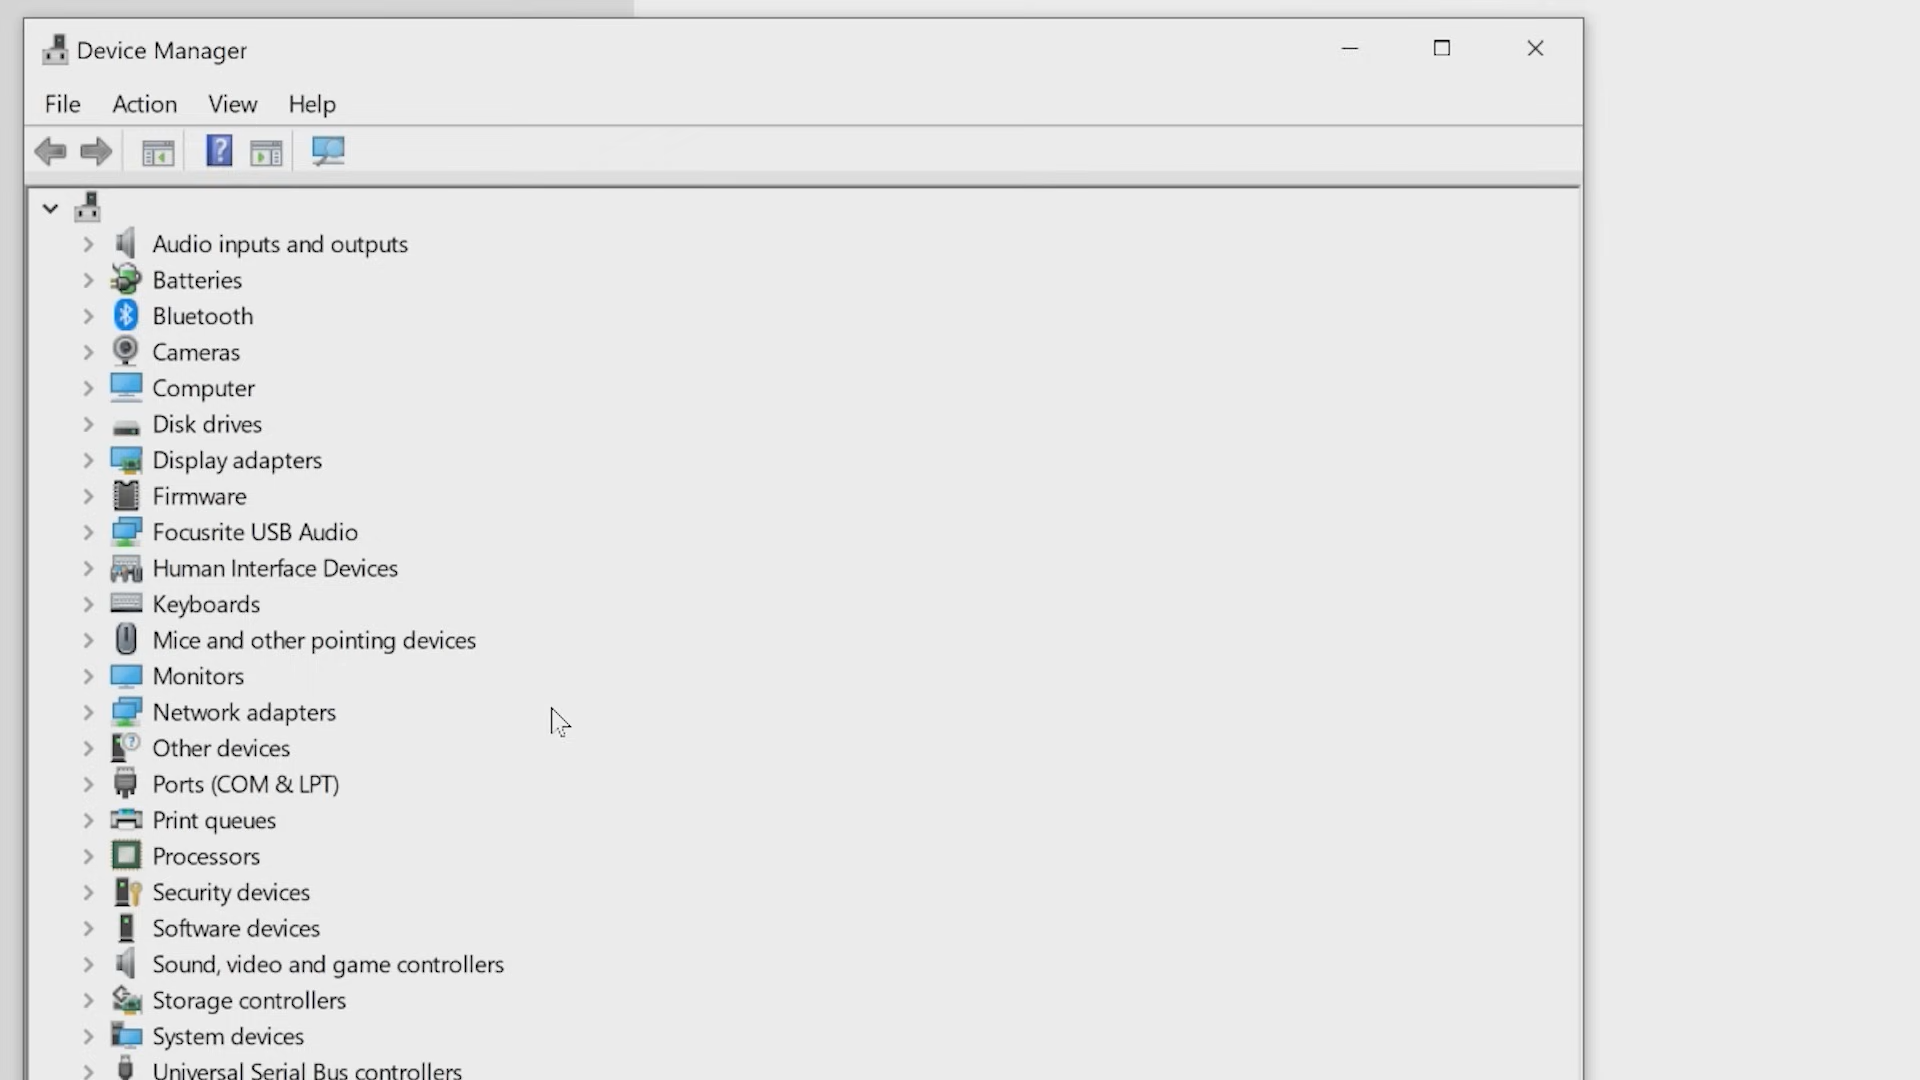 Device Manager
File Action View Help
Audio inputs and outputs
Batteries
Bluetooth
Cameras
Computer
Disk drives
Display adapters
Firmware
Focusrite USB Audio
Human Interface Devices
Keyboards
Mice and other pointing devices
Monitors
Network adapters
Other devices
Ports (COM & LPT)
Print queues
Processors
Security devices
Software devices
Sound, video and game controllers
Storage controllers
System devices
Universal Serial Bus controllers